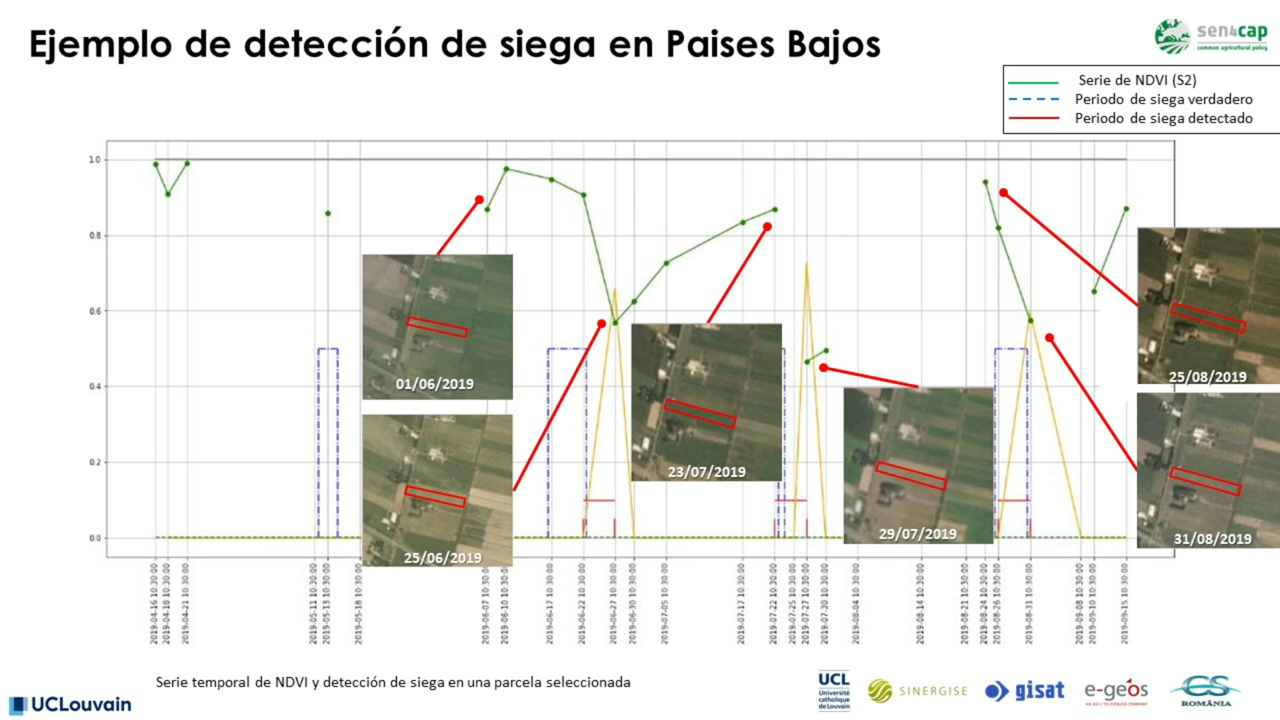 Ejemplo de detección de siega en Paises Bajos
sen4cap
common agricultural policy
Serie de NDVI (S2)
Periodo de siega verdadero
Periodo de siega detectado
1.0
0.8
0.6
0.4
0.2
0.0
01/06/2019
25/06/2019
23/07/2019
29/07/2019
25/08/2019
31/08/2019
2019-04-16 10:30:00
2019-04-18 10:30:00
2019-04-21 10:30:00
2019-05-11 10:30:00
2019-05-13 10:30:00
2019-05-18 10:30:00
2019-06-07 10:30:00
2019-06-10 10:30:00
2019-06-17 10:30:00
2019-06-22 10:30:00
2019-06-27 10:30:00
2019-06-30 10:30:00
2019-07-05 10:30:00
2019-07-17 10:30:00
2019-07-22 10:30:00
2019-07-25 10:30:00
2019-07-27 10:30:00
2019-07-30 10:30:00
2019-08-04 10:30:00
2019-08-14 10:30:00
2019-08-21 10:30:00
2019-08-24 10:30:00
2019-08-26 10:30:00
2019-08-31 10:30:00
2019-09-08 10:30:00
2019-09-10 10:30:00
2019-09-15 10:30:00
Serie temporal de NDVI y detección de siega en una parcela seleccionada
UCLouvain
UCL
Université
catholique
de Louvain
SINERGISE
gisat
e-geos
AN ASI / TELESPAZIO COMPANY
CS
ROMÂNIA